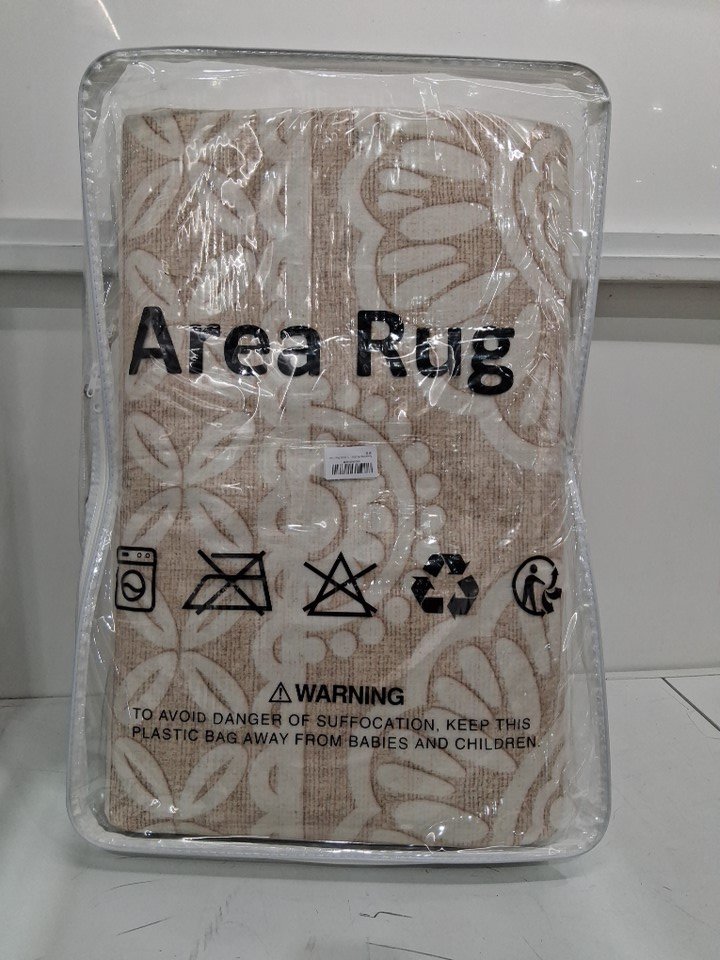 Area Rug
WARNING
TO AVOID DANGER OF SUFFOCATION, KEEP THIS
PLASTIC BAG AWAY FROM BABIES AND CHILDREN